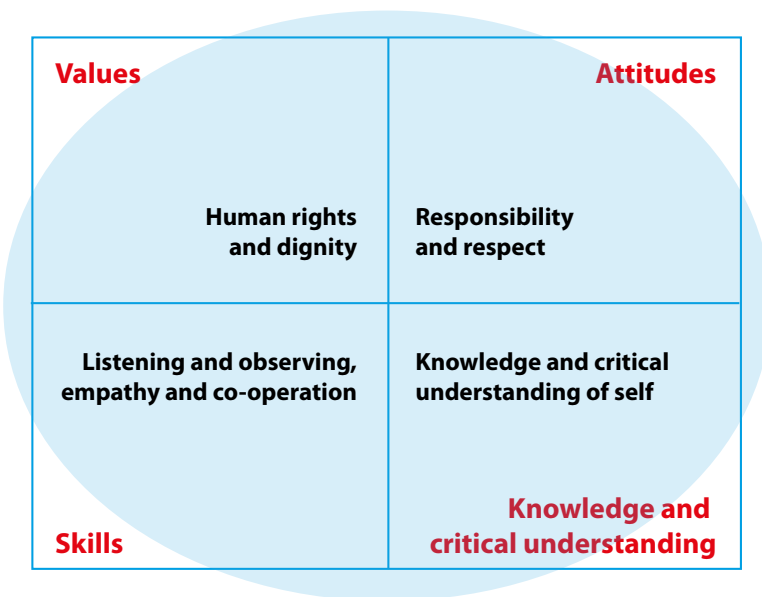 Values
Attitudes
Human rights
and dignity
Responsibility
and respect
Listening and observing,
empathy and co-operation
Knowledge and critical
understanding of self
Skills
Knowledge and
critical understanding